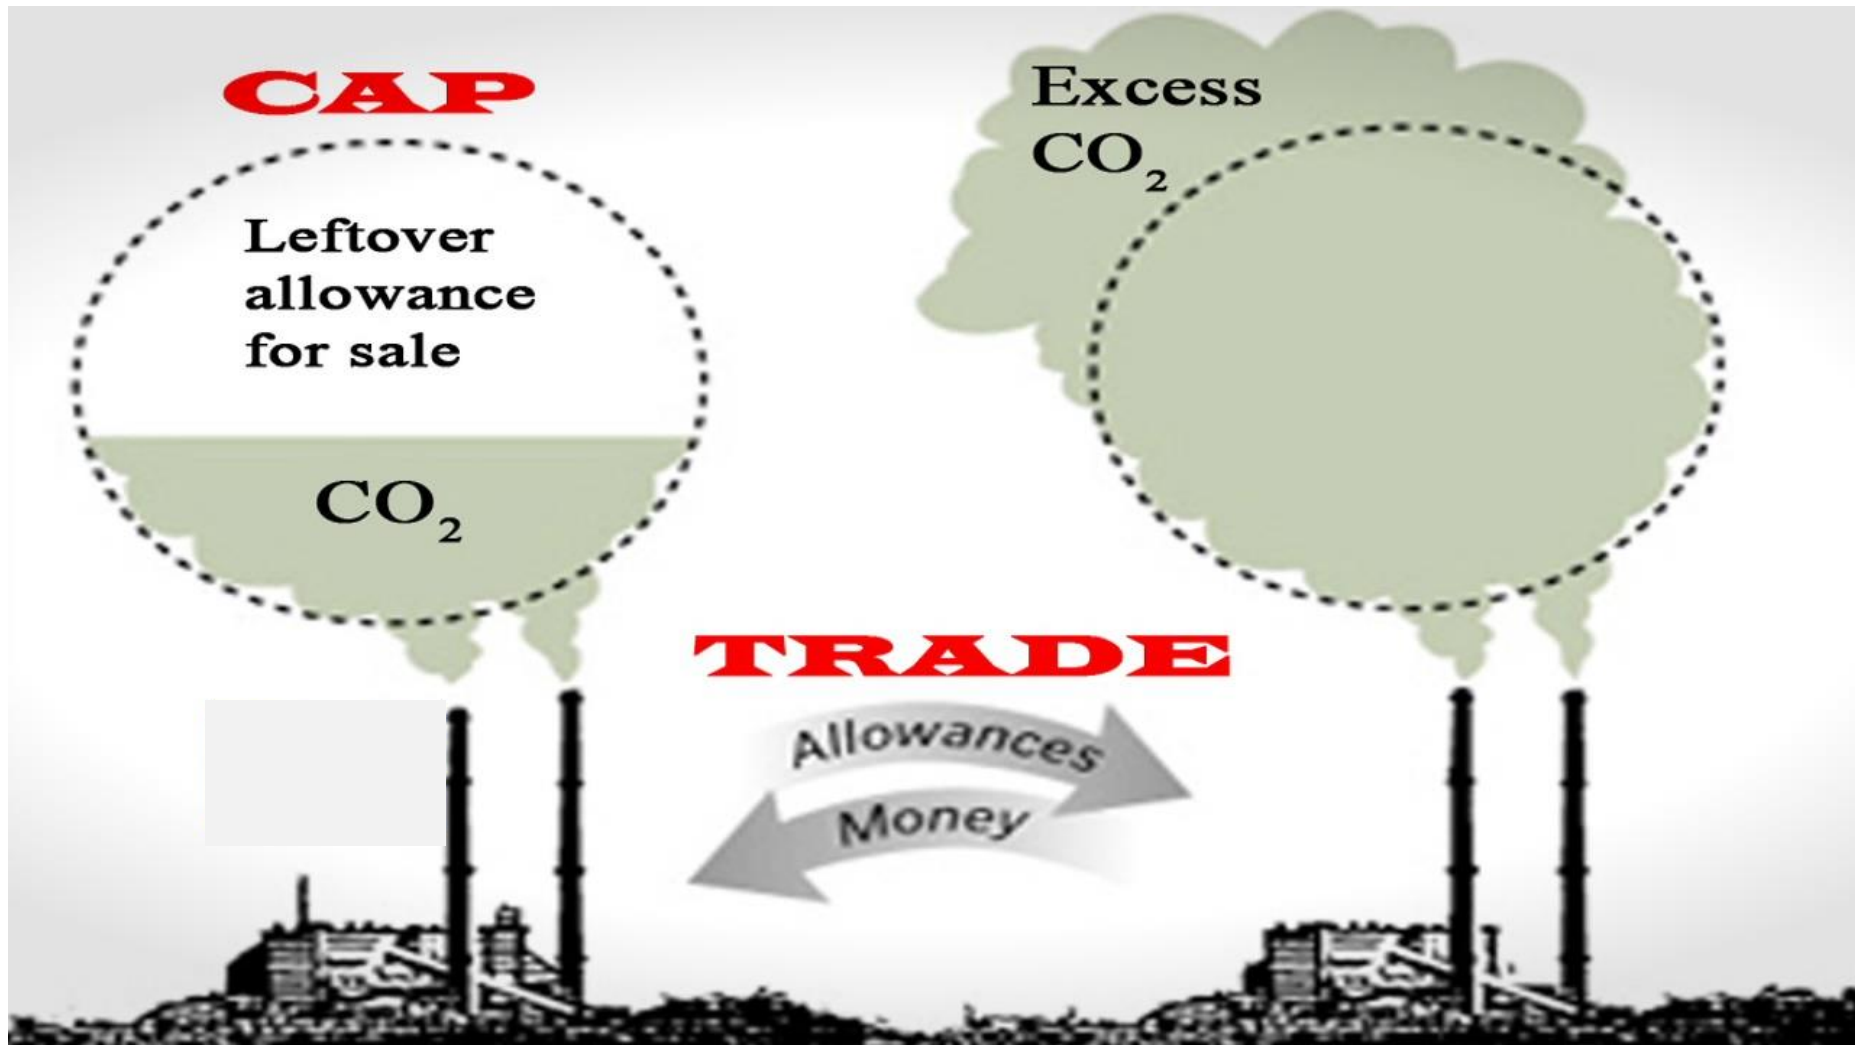 CAP
Leftover
allowance
for sale
CO₂
Excess
CO₂
TRADE
Allowances
Money